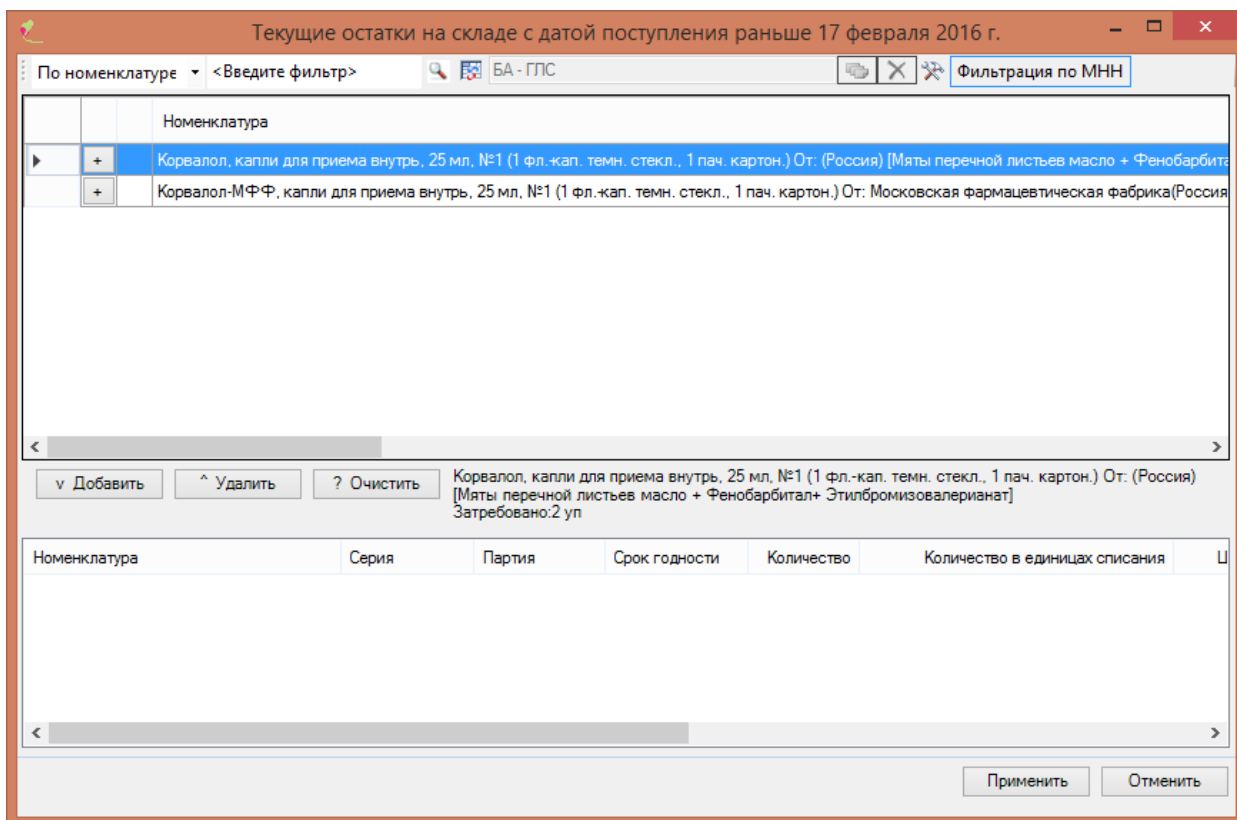 Текущие остатки на складе с датой поступления раньше 17 февраля 2016 г.
По номенклатуре <Введите фильтр> БА - ГЛС Фильтрация по МНН
Номенклатура
+ Корвалол, капли для приема внутрь, 25 мл, №1 (1 фл.-кап. темн. стекл., 1 пач. картон.) От: (Россия) [Мяты перечной листьев масло + Фенобарбита
+ Корвалол-МФФ, капли для приема внутрь, 25 мл, №1 (1 фл.-кап. темн. стекл., 1 пач. картон.) От: Московская фармацевтическая фабрика(Россия
v Добавить ^ Удалить ? Очистить
Корвалол, капли для приема внутрь, 25 мл, №1 (1 фл.-кап. темн. стекл., 1 пач. картон.) От: (Россия)
[Мяты перечной листьев масло + Фенобарбитал+ Этилбромизовалерианат]
Затребовано:2 уп
Номенклатура Серия Партия Срок годности Количество Количество в единицах списания Ц
Применить Отменить